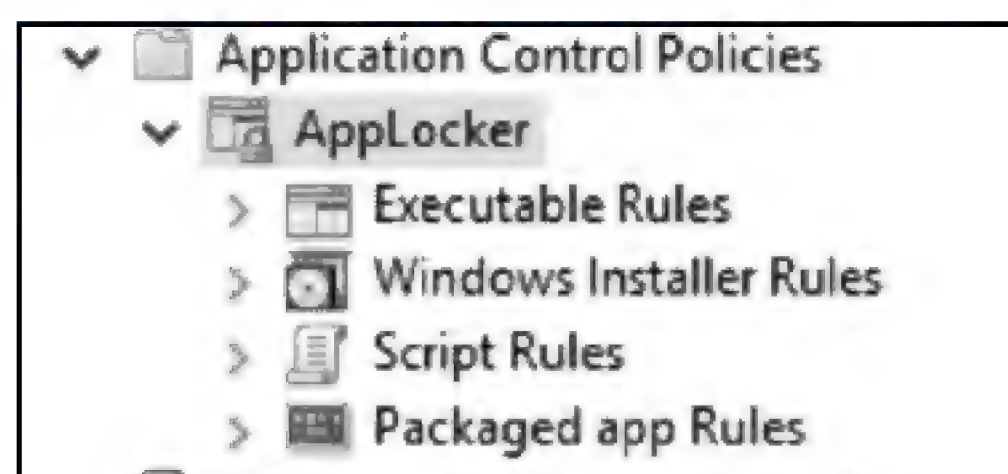 Application Control Policies
AppLocker
Executable Rules
Windows Installer Rules
Script Rules
Packaged app Rules